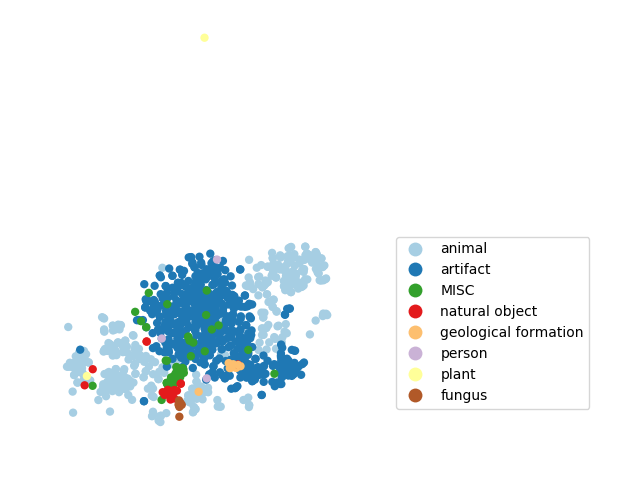 animal
artifact
MISC
natural object
geological formation
person
plant
fungus